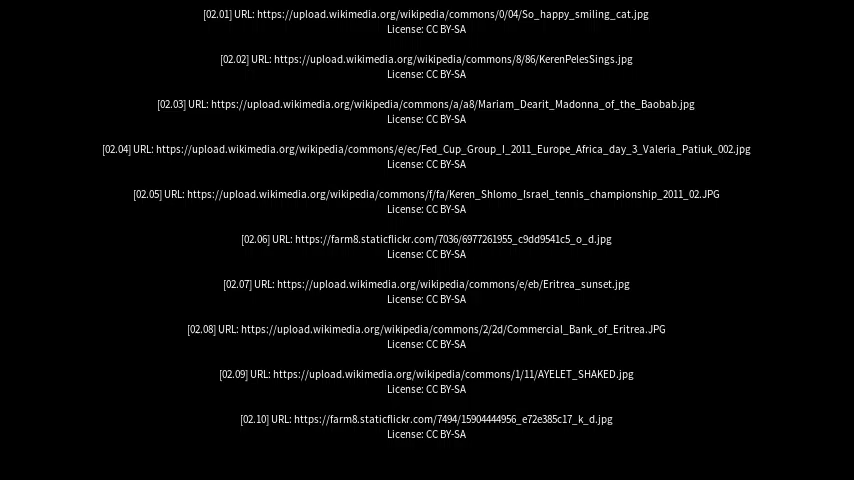 [02.01] URL: https://upload.wikimedia.org/wikipedia/commons/0/04/So_happy_smiling_cat.jpg
License: CC BY-SA
[02.02] URL: https://upload.wikimedia.org/wikipedia/commons/8/86/KerenPelesSings.jpg
License: CC BY-SA
[02.03] URL: https://upload.wikimedia.org/wikipedia/commons/a/a8/Mariam_Dearit_Madonna_of_the_Baobab.jpg
License: CC BY-SA
[02.04] URL: https://upload.wikimedia.org/wikipedia/commons/e/ec/Fed_Cup_Group_I_2011_Europe_Africa_day_3_Valeria_Patiuk_002.jpg
License: CC BY-SA
[02.05] URL: https://upload.wikimedia.org/wikipedia/commons/f/fa/Keren_Shlomo_Israel_tennis_championship_2011_02.JPG
License: CC BY-SA
[02.06] URL: https://farm8.staticflickr.com/7036/6977261955_c9dd9541c5_o_d.jpg
License: CC BY-SA
[02.07] URL: https://upload.wikimedia.org/wikipedia/commons/e/eb/Eritrea_sunset.jpg
License: CC BY-SA
[02.08] URL: https://upload.wikimedia.org/wikipedia/commons/2/2d/Commercial_Bank_of_Eritrea.JPG
License: CC BY-SA
[02.09] URL: https://upload.wikimedia.org/wikipedia/commons/1/11/AYELET_SHAKED.jpg
License: CC BY-SA
[02.10] URL: https://farm8.staticflickr.com/7494/15904444956_e72e385c17_k_d.jpg
License: CC BY-SA